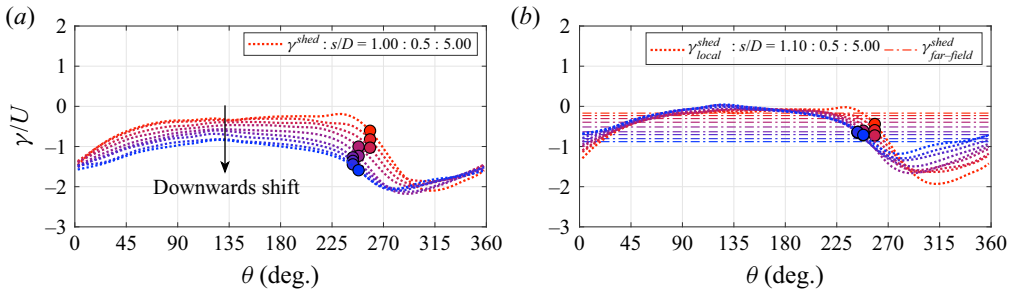 (a)
2
1
0
–1
–2
–3
γ/U
γ^shed : s/D = 1.00 : 0.5 : 5.00
Downwards shift
0 45 90 135 180 225 270 315 360
θ (deg.)
(b)
2
1
0
–1
–2
–3
γ^shed_local : s/D = 1.10 : 0.5 : 5.00 γ^shed_far–field
0 45 90 135 180 225 270 315 360
θ (deg.)